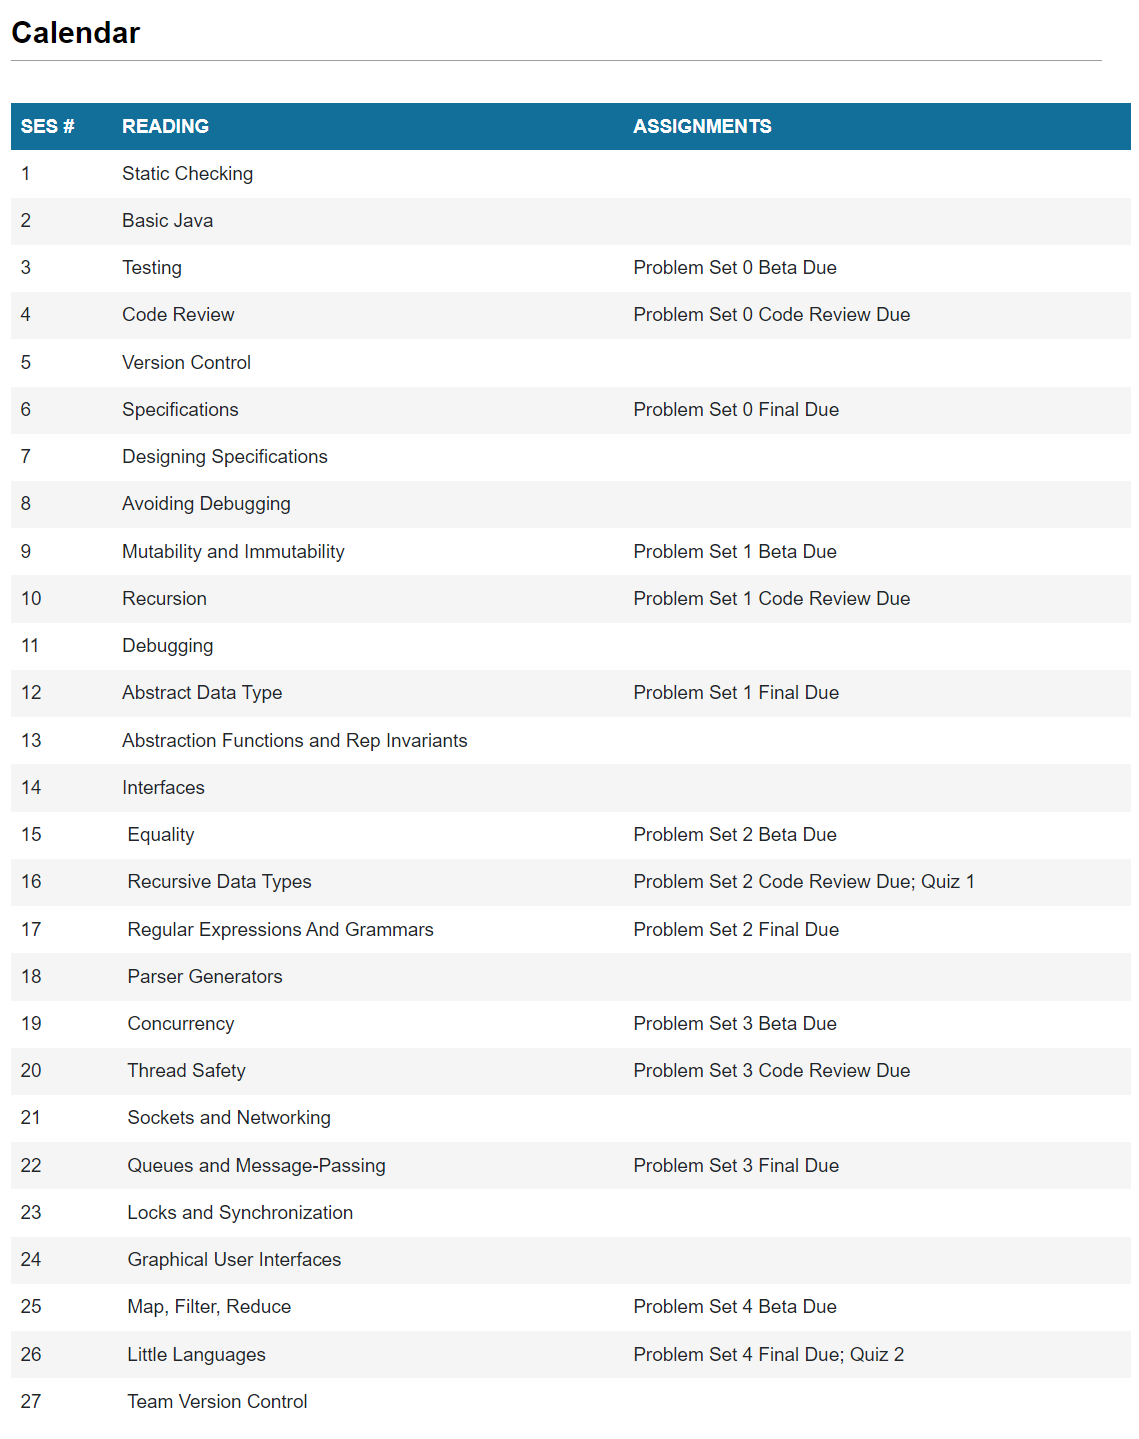 Calendar
SES # READING ASSIGNMENTS
1 Static Checking
2 Basic Java
3 Testing Problem Set 0 Beta Due
4 Code Review Problem Set 0 Code Review Due
5 Version Control
6 Specifications Problem Set 0 Final Due
7 Designing Specifications
8 Avoiding Debugging
9 Mutability and Immutability Problem Set 1 Beta Due
10 Recursion Problem Set 1 Code Review Due
11 Debugging
12 Abstract Data Type Problem Set 1 Final Due
13 Abstraction Functions and Rep Invariants
14 Interfaces
15 Equality Problem Set 2 Beta Due
16 Recursive Data Types Problem Set 2 Code Review Due; Quiz 1
17 Regular Expressions And Grammars Problem Set 2 Final Due
18 Parser Generators
19 Concurrency Problem Set 3 Beta Due
20 Thread Safety Problem Set 3 Code Review Due
21 Sockets and Networking
22 Queues and Message-Passing Problem Set 3 Final Due
23 Locks and Synchronization
24 Graphical User Interfaces
25 Map, Filter, Reduce Problem Set 4 Beta Due
26 Little Languages Problem Set 4 Final Due; Quiz 2
27 Team Version Control